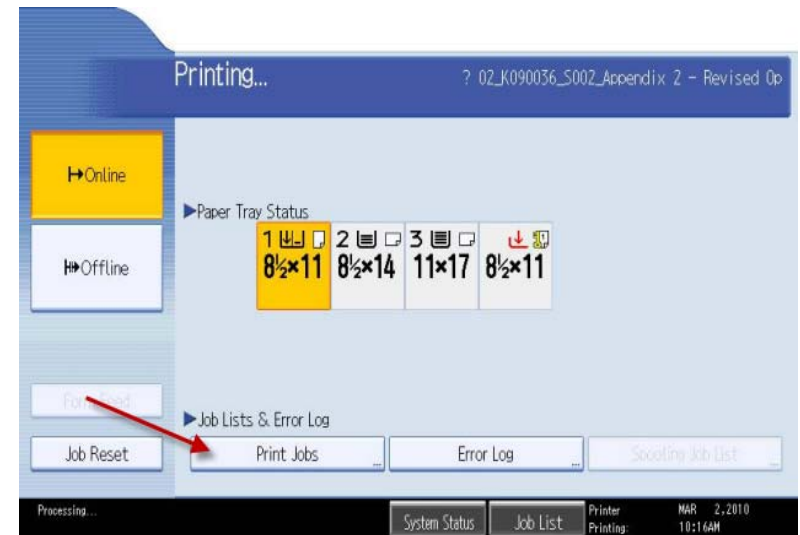 Printing...
? 02_K090036_S002_Appendix 2 - Revised Op
↦Online
▶Paper Tray Status
1 2 3
8½×11 8½×14 11×17 8½×11
Offline
Form Feed
▶Job Lists & Error Log
Job Reset
Print Jobs
Error Log
Spooling Job List
Processing...
System Status
Job List
Printer
Printing:
MAR 2,2010
10:16AM